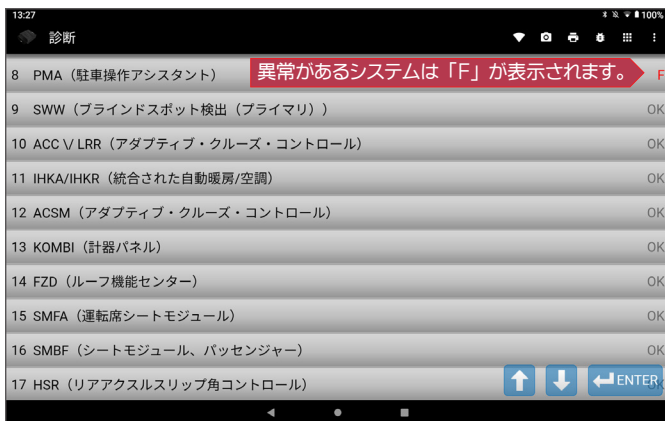 13:27
100%
診断
8 PMA（駐車操作アシスタント）
異常があるシステムは「F」が表示されます。
F
9 SWW（ブラインドスポット検出（プライマリ））
OK
10 ACC \/ LRR（アダプティブ・クルーズ・コントロール）
OK
11 IHKA/IHKR（統合された自動暖房/空調）
OK
12 ACSM（アダプティブ・クルーズ・コントロール）
OK
13 KOMBI（計器パネル）
OK
14 FZD（ルーフ機能センター）
OK
15 SMFA（運転席シートモジュール）
OK
16 SMBF（シートモジュール、パッセンジャー）
OK
17 HSR（リアアクスルスリップ角コントロール）
ENTER